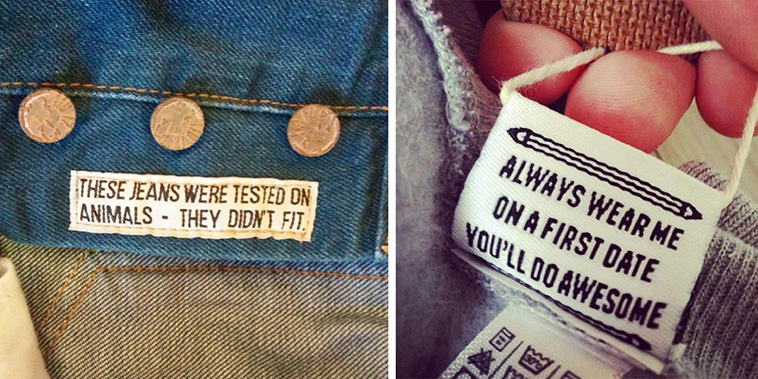 THESE JEANS WERE TESTED ON
ANIMALS - THEY DIDN'T FIT.
ALWAYS WEAR ME
ON A FIRST DATE
YOU'LL DO AWESOME